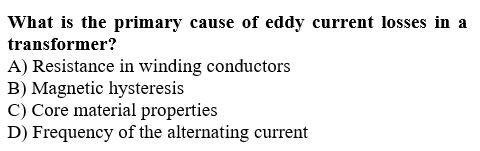 What is the primary cause of eddy current losses in a
transformer?
A) Resistance in winding conductors
B) Magnetic hysteresis
C) Core material properties
D) Frequency of the alternating current